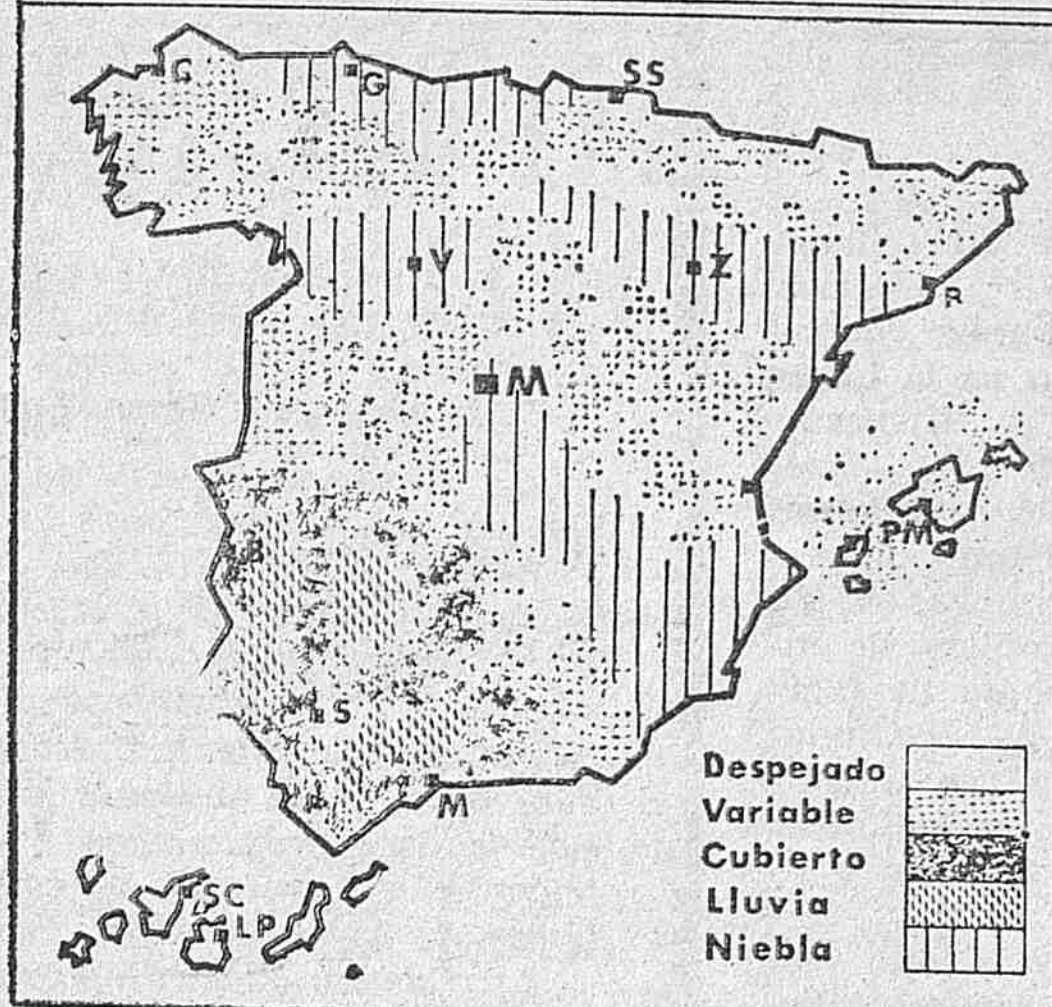 C
G
SS
V
Z
M
PM
B
S
M
SC
LP
Despejado
Variable
Cubierto
Lluvia
Niebla